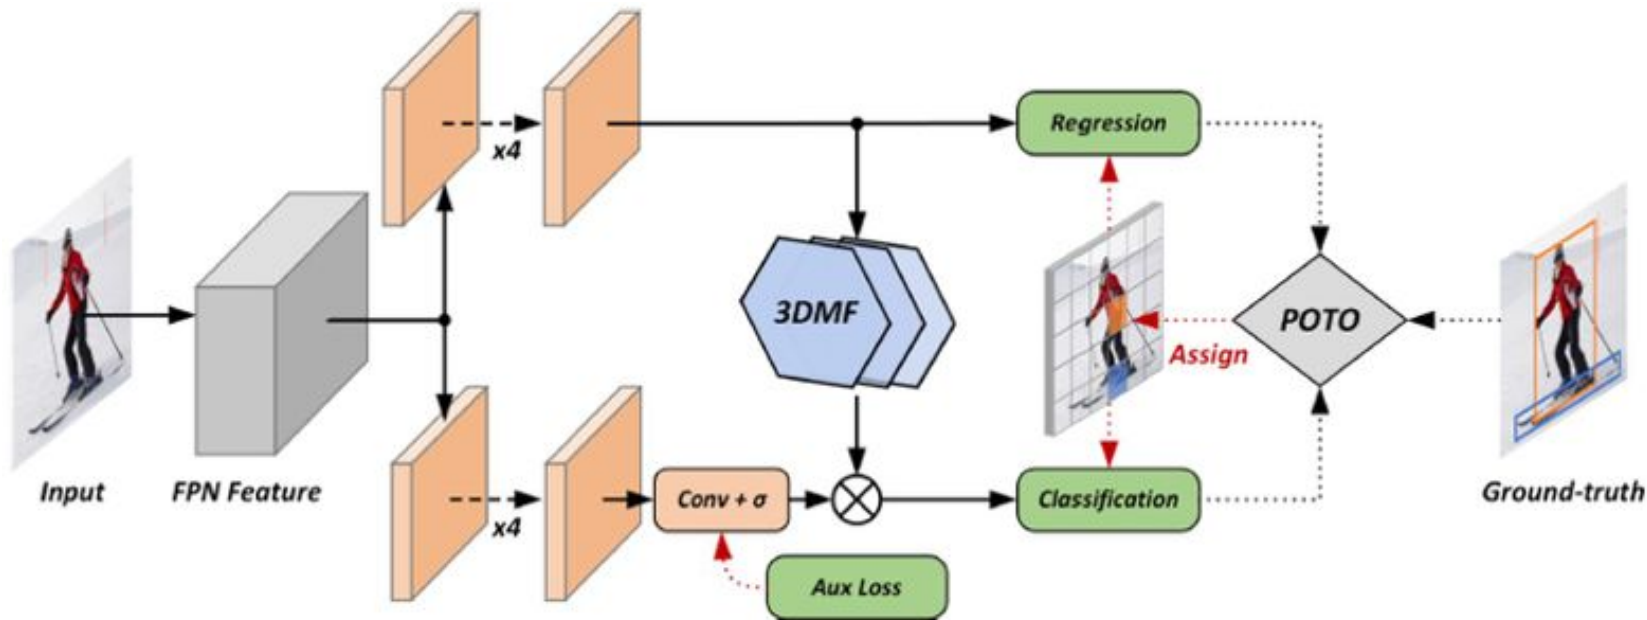 x4
Regression
3DMF
POTO
Assign
Input
FPN Feature
x4
Conv + σ
Classification
Ground-truth
Aux Loss